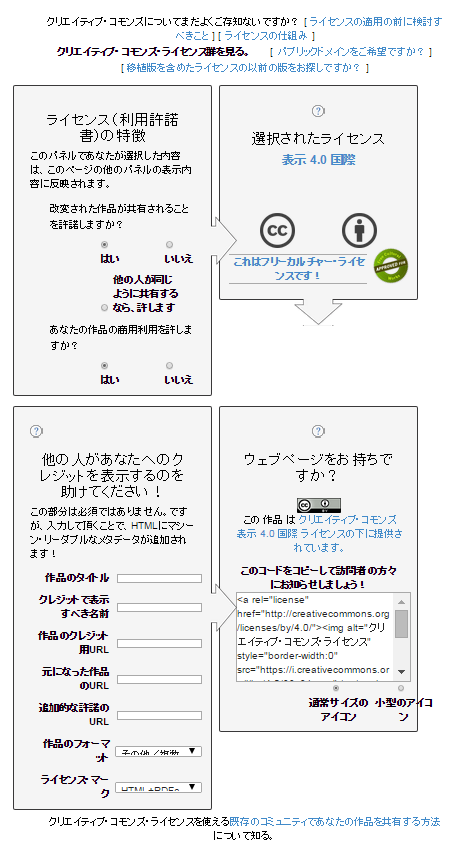 クリエイティブ・コモンズについてまだよくご存知ないですか？ [ ライセンスの適用の前に検討す
べきこと ] [ ライセンスの仕組み ]
クリエイティブ・コモンズ・ライセンス群を見る。 [ パブリックドメインをご希望ですか？ ]
[ 移植版を含めたライセンスの以前の版をお探しですか？ ]
ライセンス（利用許諾
書）の特徴
このパネルであなたが選択した内容
は、このページの他のパネルの表示内
容に反映されます。
改変された作品が共有されること
を許諾しますか？
はい いいえ
他の人が同じ
ように共有する
なら、許します
あなたの作品の商用利用を許しま
すか？
はい いいえ
?
選択されたライセンス
表示 4.0 国際
cc
これはフリーカルチャー・ライセ
ンスです！
APPROVED FOR
?
他の人があなたへのク
レジットを表示するのを
助けてください！
この部分は必須ではありません。です
が、入力して頂くことで、HTMLにマシー
ン・リーダブルなメタデータが追加され
ます！
作品のタイトル
クレジットで表示
すべき名前
作品のクレジット
用URL
元になった作品
のURL
追加的な許諾の
URL
作品のフォーマ
ット その他／複数
ライセンス・マー
ク HTML+RDFa
?
ウェブページをお持ちで
すか？
この 作品 は クリエイティブ・コモンズ
表示 4.0 国際 ライセンスの下に提供さ
れています。
このコードをコピーして訪問者の方々
にお知らせしましょう！
<a rel="license"
href="http://creativecommons.org
/licenses/by/4.0/"><img alt="クリ
エイティブ・コモンズ・ライセンス"
style="border-width:0"
src="https://i.creativecommons.or
通常サイズの
アイコン
小型のアイコ
ン
クリエイティブ・コモンズ・ライセンスを使える既存のコミュニティであなたの作品を共有する方法
について知る。